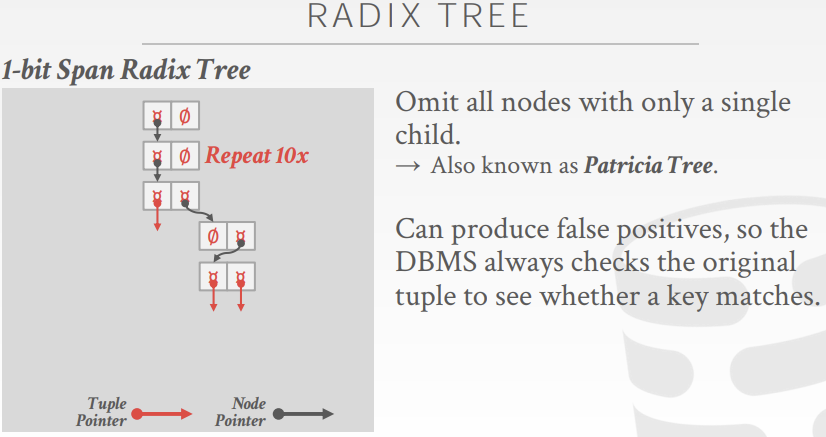 RADIX TREE
1-bit Span Radix Tree
¤ Ø
¤ Ø Repeat 10x
¤ ¤
Ø ¤
¤ ¤
Tuple
Pointer
Node
Pointer
Omit all nodes with only a single
child.
→ Also known as Patricia Tree.
Can produce false positives, so the
DBMS always checks the original
tuple to see whether a key matches.